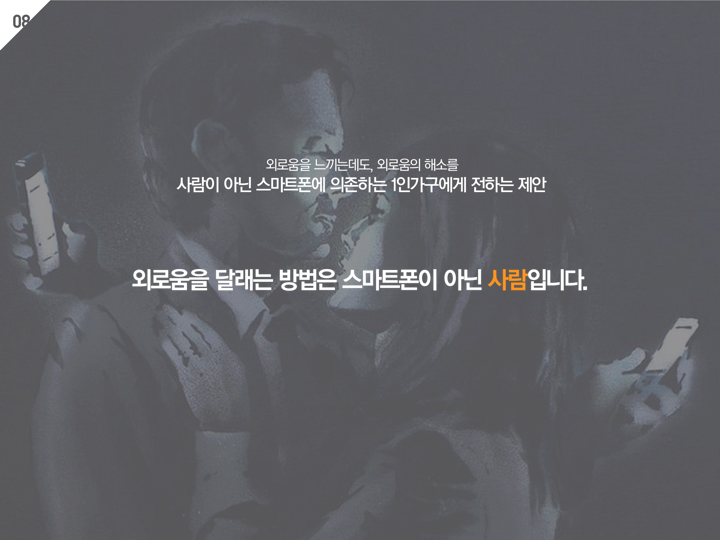 08
외로움을 느끼는데도, 외로움의 해소를
사람이 아닌 스마트폰에 의존하는 1인가구에게 전하는 제안
외로움을 달래는 방법은 스마트폰이 아닌 사람입니다.